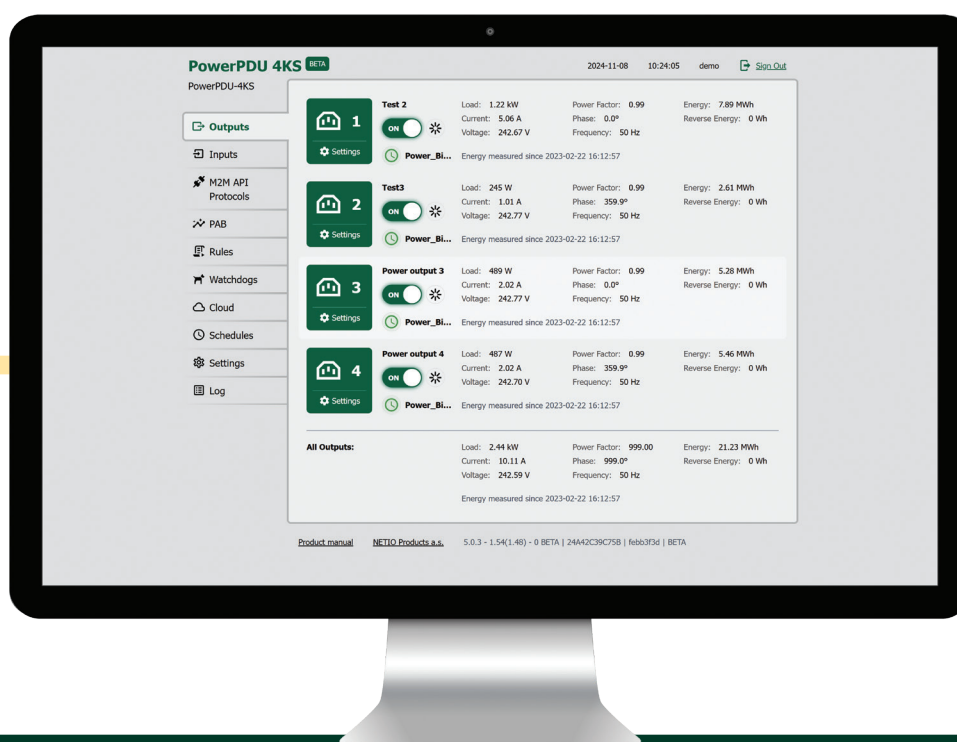 PowerPDU 4KS BETA
2024-11-08 10:24:05 demo Sign Out
PowerPDU-4KS
Outputs
Inputs
M2M API
Protocols
PAB
Rules
Watchdogs
Cloud
Schedules
Settings
Log
1
Settings
Test 2
ON
Power_Bi...
Load: 1.22 kW Power Factor: 0.99 Energy: 7.89 MWh
Current: 5.06 A Phase: 0.0° Reverse Energy: 0 Wh
Voltage: 242.67 V Frequency: 50 Hz
Energy measured since 2023-02-22 16:12:57
2
Settings
Test3
ON
Power_Bi...
Load: 245 W Power Factor: 0.99 Energy: 2.61 MWh
Current: 1.01 A Phase: 359.9° Reverse Energy: 0 Wh
Voltage: 242.77 V Frequency: 50 Hz
Energy measured since 2023-02-22 16:12:57
3
Settings
Power output 3
ON
Power_Bi...
Load: 489 W Power Factor: 0.99 Energy: 5.28 MWh
Current: 2.02 A Phase: 0.0° Reverse Energy: 0 Wh
Voltage: 242.77 V Frequency: 50 Hz
Energy measured since 2023-02-22 16:12:57
4
Settings
Power output 4
ON
Power_Bi...
Load: 487 W Power Factor: 0.99 Energy: 5.46 MWh
Current: 2.02 A Phase: 359.9° Reverse Energy: 0 Wh
Voltage: 242.70 V Frequency: 50 Hz
Energy measured since 2023-02-22 16:12:57
All Outputs:
Load: 2.44 kW Power Factor: 999.00 Energy: 21.23 MWh
Current: 10.11 A Phase: 999.0° Reverse Energy: 0 Wh
Voltage: 242.59 V Frequency: 50 Hz
Energy measured since 2023-02-22 16:12:57
Product manual NETIO Products a.s. 5.0.3 - 1.54(1.48) - 0 BETA | 24A42C39C75B | febb3f3d | BETA